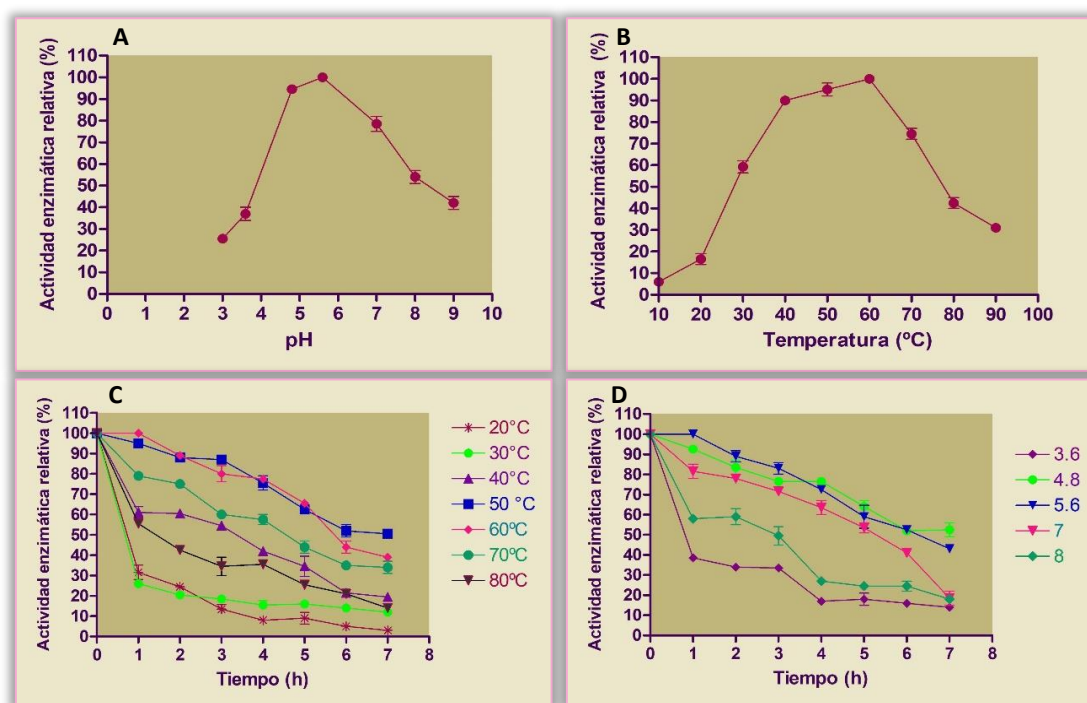 A
Actividad enzimática relativa (%)
110
100
90
80
70
60
50
40
30
20
10
0
0 1 2 3 4 5 6 7 8 9 10
pH
B
Actividad enzimática relativa (%)
110
100
90
80
70
60
50
40
30
20
10
0
10 20 30 40 50 60 70 80 90 100
Temperatura (ºC)
C
Actividad enzimática relativa (%)
110
100
90
80
70
60
50
40
30
20
10
0
0 1 2 3 4 5 6 7 8
Tiempo (h)
20°C
30°C
40°C
50 °C
60ºC
70ºC
80ºC
D
Actividad enzimática relativa (%)
110
100
90
80
70
60
50
40
30
20
10
0
0 1 2 3 4 5 6 7 8
Tiempo (h)
3.6
4.8
5.6
7
8